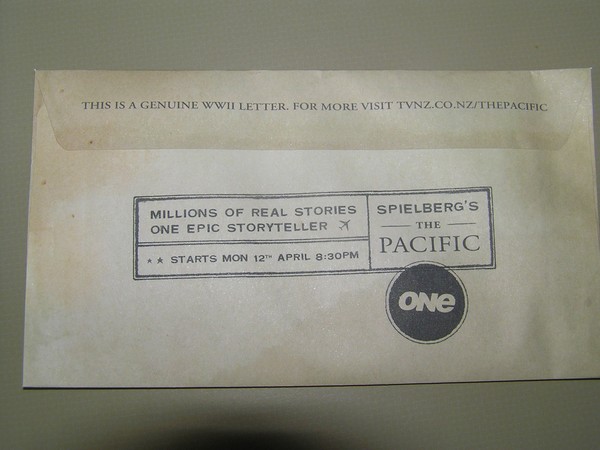 THIS IS A GENUINE WWII LETTER. FOR MORE VISIT TVNZ.CO.NZ/THEPACIFIC
MILLIONS OF REAL STORIES
ONE EPIC STORYTELLER
★★ STARTS MON 12TH APRIL 8:30PM
SPIELBERG'S
THE
PACIFIC
ONe